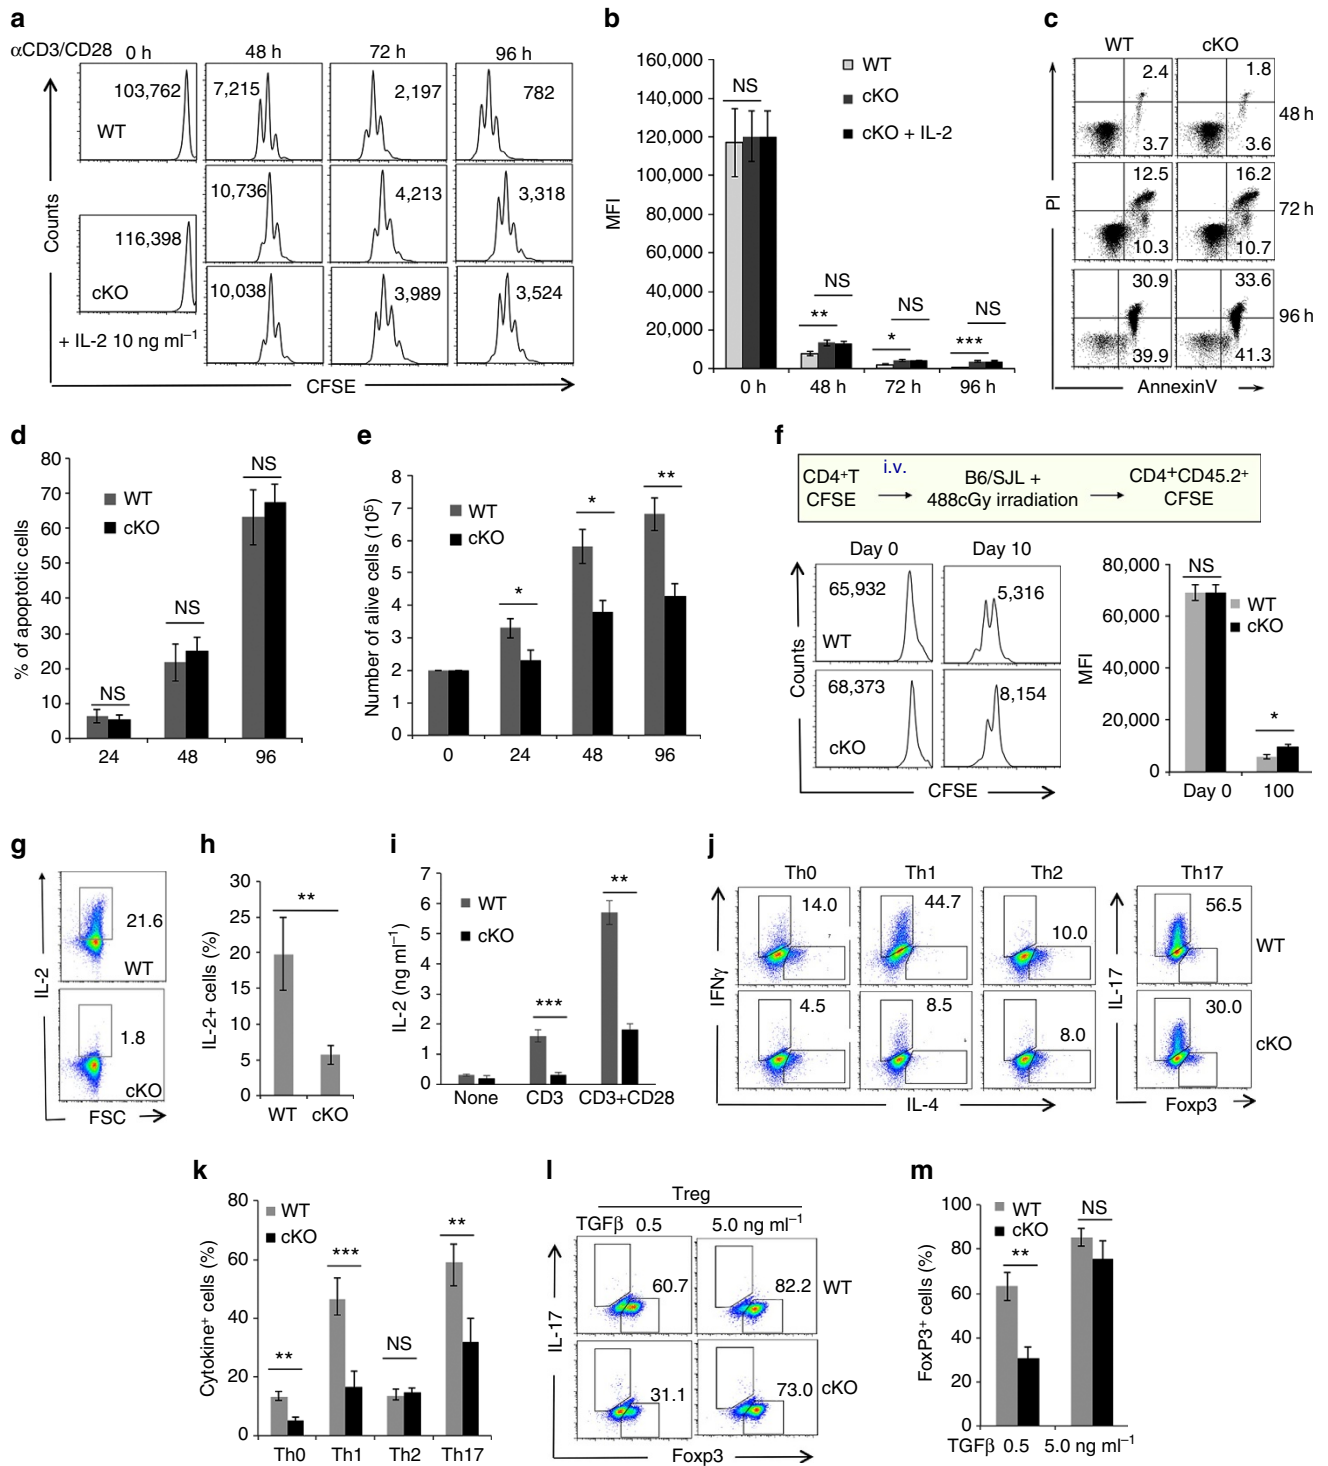 a
αCD3/CD28 0 h 48 h 72 h 96 h
103,762 7,215 2,197 782
WT
10,736 4,213 3,318
116,398
cKO
10,038 3,989 3,524
+ IL-2 10 ng ml⁻¹
Counts
CFSE
b
160,000
140,000
120,000
100,000
80,000
60,000
40,000
20,000
0
MFI
WT
cKO
cKO + IL-2
NS
NS
**
NS
*
NS
***
0 h 48 h 72 h 96 h
c
WT cKO
2.4 1.8
48 h
3.7 3.6
12.5 16.2
72 h
10.3 10.7
30.9 33.6
96 h
39.9 41.3
PI
AnnexinV
d
80
70
60
50
40
30
20
10
0
% of apoptotic cells
WT
cKO
NS
NS
NS
24 48 96
e
8
7
6
5
4
3
2
1
0
Number of alive cells (10⁵)
WT
cKO
*
*
**
0 24 48 96
f
CD4⁺T
CFSE
i.v.
B6/SJL +
488cGy irradiation
CD4⁺CD45.2⁺
CFSE
Day 0 Day 10
65,932 5,316
WT
68,373 8,154
cKO
Counts
CFSE
80,000
60,000
40,000
20,000
0
MFI
NS
WT
cKO
*
Day 0 100
g
21.6
WT
1.8
cKO
IL-2
FSC
h
30
25
20
15
10
5
0
IL-2+ cells (%)
**
WT cKO
i
7
6
5
4
3
2
1
0
IL-2 (ng ml⁻¹)
WT
cKO
***
**
None CD3 CD3+CD28
j
Th0 Th1 Th2 Th17
14.0 44.7 10.0 56.5
WT
4.5 8.5 8.0 30.0
cKO
IFNγ
IL-4
IL-17
Foxp3
k
80
60
40
20
0
Cytokine⁺ cells (%)
WT
cKO
**
***
NS
**
Th0 Th1 Th2 Th17
l
Treg
TGFβ 0.5 5.0 ng ml⁻¹
60.7 82.2 WT
31.1 73.0 cKO
IL-17
Foxp3
m
100
80
60
40
20
0
FoxP3⁺ cells (%)
WT
cKO
**
NS
TGFβ 0.5 5.0 ng ml⁻¹